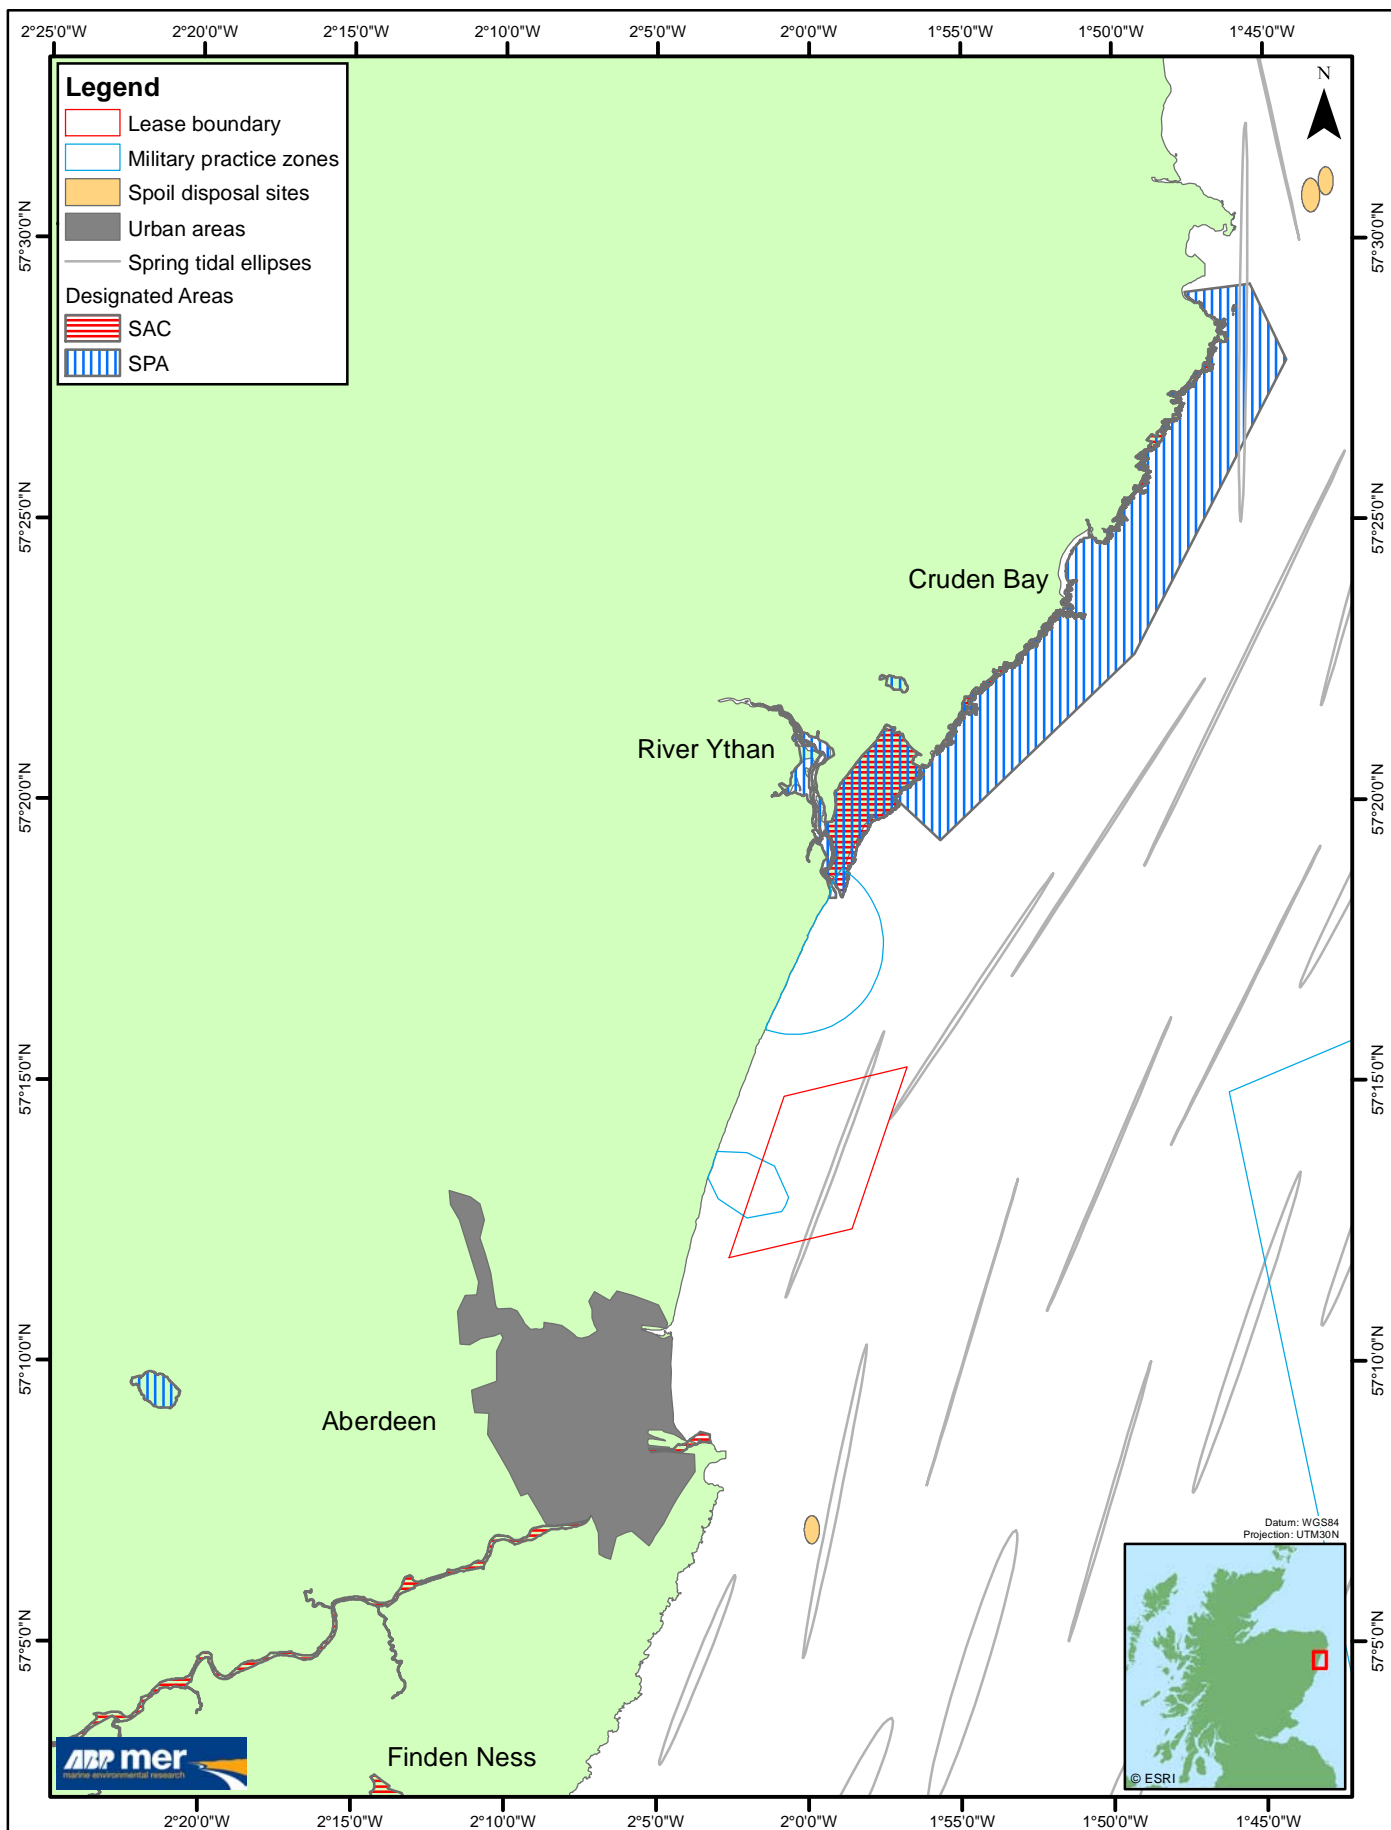 2°25'0"W 2°20'0"W 2°15'0"W 2°10'0"W 2°5'0"W 2°0'0"W 1°55'0"W 1°50'0"W 1°45'0"W
Legend
Lease boundary
Military practice zones
Spoil disposal sites
Urban areas
Spring tidal ellipses
Designated Areas
SAC
SPA
N
57°30'0"N 57°30'0"N
57°25'0"N 57°25'0"N
Cruden Bay
River Ythan
57°20'0"N 57°20'0"N
57°15'0"N 57°15'0"N
57°10'0"N 57°10'0"N
Aberdeen
Datum: WGS84
Projection: UTM30N
57°5'0"N 57°5'0"N
Finden Ness
ABP mer
marine environmental research
© ESRI
2°20'0"W 2°15'0"W 2°10'0"W 2°5'0"W 2°0'0"W 1°55'0"W 1°50'0"W 1°45'0"W